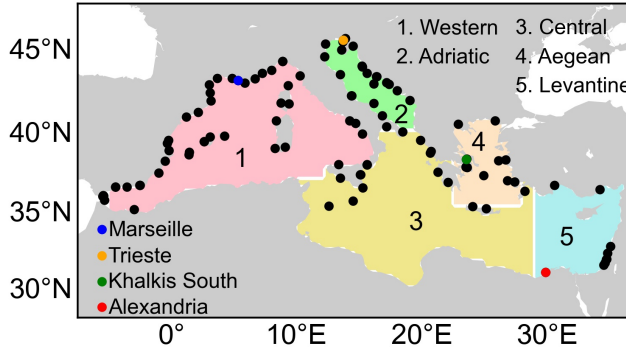 45°N
40°N
35°N
30°N
0°
10°E
20°E
30°E
1. Western
2. Adriatic
3. Central
4. Aegean
5. Levantine
1
2
3
4
5
Marseille
Trieste
Khalkis South
Alexandria